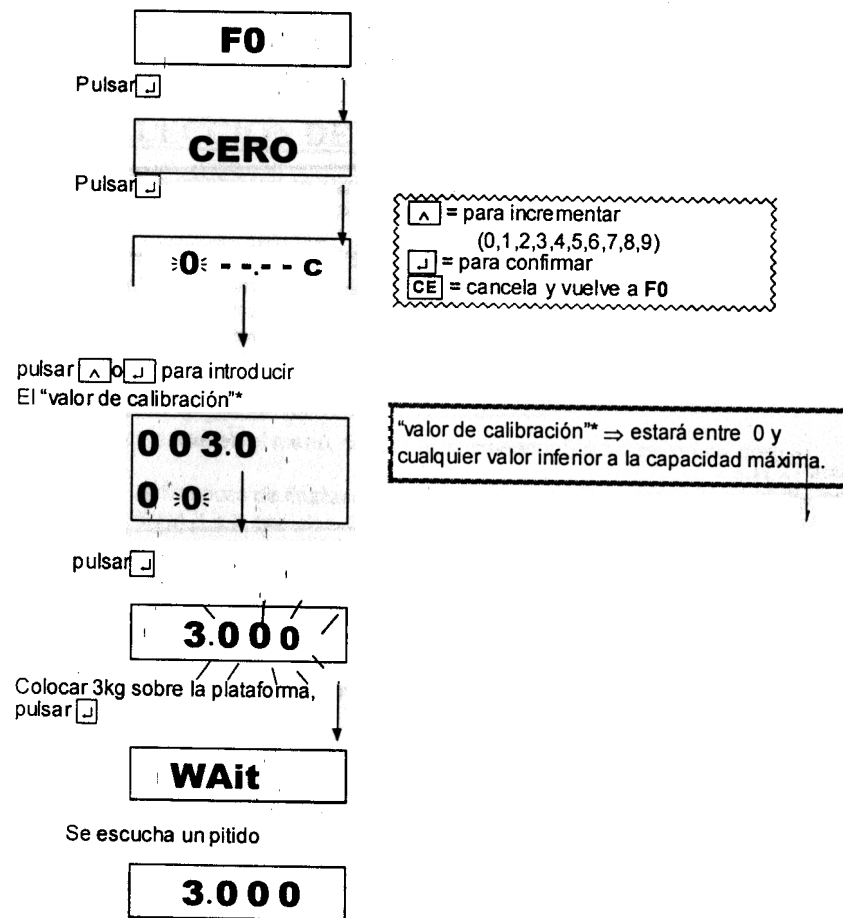 F0
Pulsar ↵
CERO
Pulsar ↵
0 - -.- - c
^ = para incrementar
(0,1,2,3,4,5,6,7,8,9)
↵ = para confirmar
CE = cancela y vuelve a F0
pulsar ^ o ↵ para introducir
El "valor de calibración"*
0 0 3.0
0 0
"valor de calibración"* ⇒ estará entre 0 y
cualquier valor inferior a la capacidad máxima.
pulsar ↵
3.0 0 0
Colocar 3kg sobre la plataforma,
pulsar ↵
WAit
Se escucha un pitido
3.0 0 0